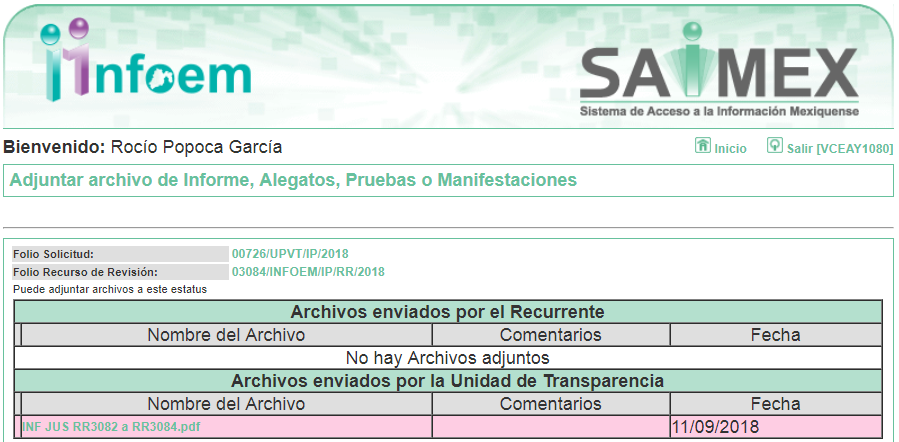 infoem
SAIMEX
Sistema de Acceso a la Información Mexiquense
Bienvenido: Rocío Popoca García
Inicio Salir [VCEAY1080]
Adjuntar archivo de Informe, Alegatos, Pruebas o Manifestaciones
Folio Solicitud: 00726/UPVT/IP/2018
Folio Recurso de Revisión: 03084/INFOEM/IP/RR/2018
Puede adjuntar archivos a este estatus
Archivos enviados por el Recurrente
Nombre del Archivo Comentarios Fecha
No hay Archivos adjuntos
Archivos enviados por la Unidad de Transparencia
Nombre del Archivo Comentarios Fecha
INF JUS RR3082 a RR3084.pdf 11/09/2018